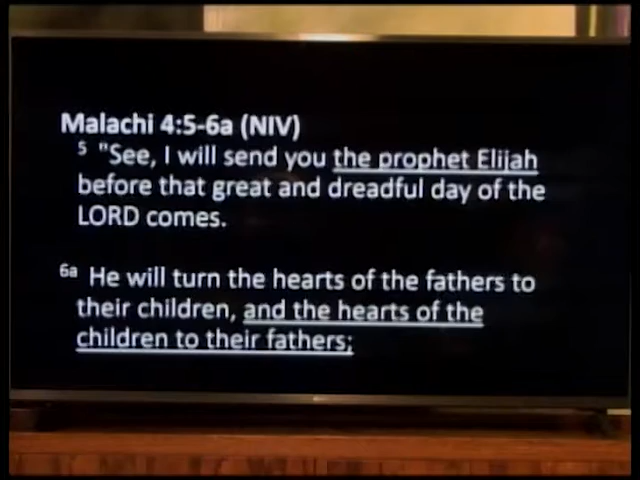 Malachi 4:5-6a (NIV)
5 "See, I will send you the prophet Elijah
before that great and dreadful day of the
LORD comes.
6a He will turn the hearts of the fathers to
their children, and the hearts of the
children to their fathers;